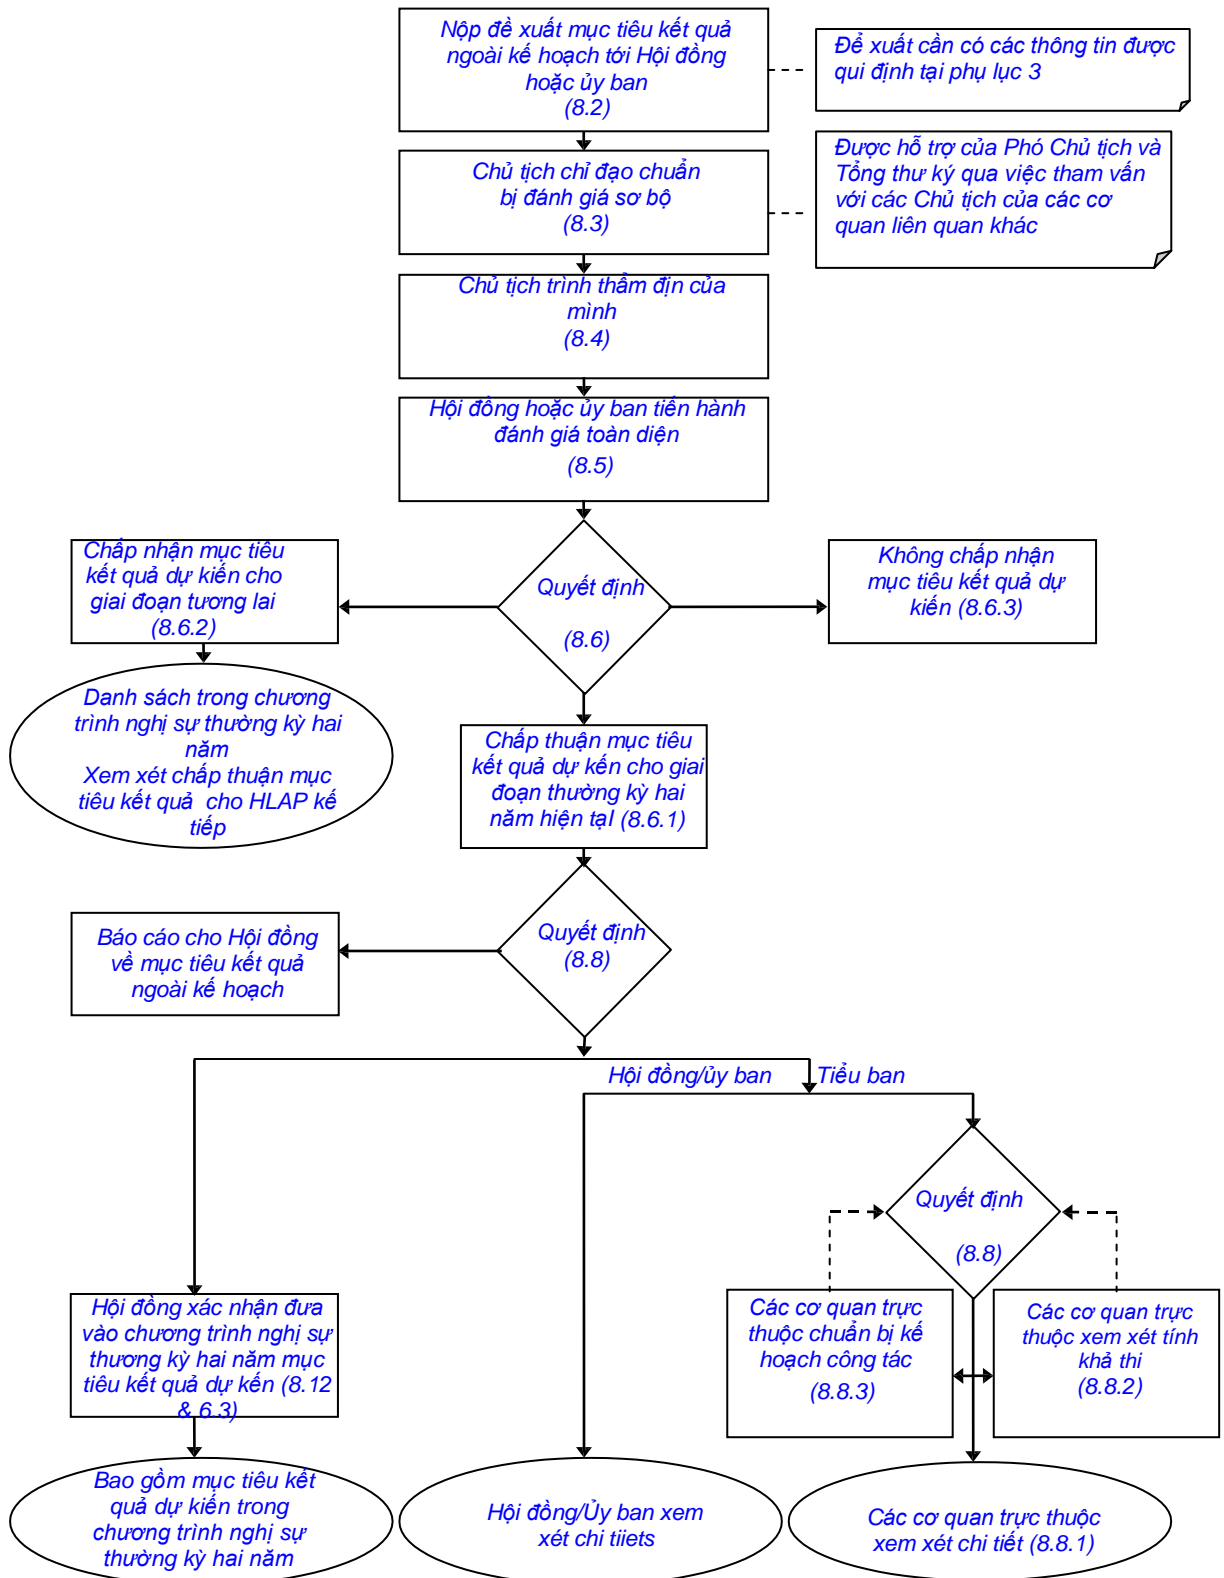 Nộp đề xuất mục tiêu kết quả
ngoài kế hoạch tới Hội đồng
hoặc ủy ban
(8.2)
Để xuất cần có các thông tin được
qui định tại phụ lục 3
Chủ tịch chỉ đạo chuẩn
bị đánh giá sơ bộ
(8.3)
Được hỗ trợ của Phó Chủ tịch và
Tổng thư ký qua việc tham vấn
với các Chủ tịch của các cơ
quan liên quan khác
Chủ tịch trình thẩm địn của
mình
(8.4)
Hội đồng hoặc ủy ban tiến hành
đánh giá toàn diện
(8.5)
Chấp nhận mục tiêu
kết quả dự kiến cho
giai đoạn tương lai
(8.6.2)
Quyết định
(8.6)
Không chấp nhận
mục tiêu kết quả dự
kiến (8.6.3)
Danh sách trong chương
trình nghị sự thường kỳ hai
năm
Xem xét chấp thuận mục
tiêu kết quả  cho HLAP kế
tiếp
Chấp thuận mục tiêu
kết quả dự kến cho giai
đoạn thường kỳ hai
năm hiện tạI (8.6.1)
Báo cáo cho Hội đồng
về mục tiêu kết quả
ngoài kế hoạch
Quyết định
(8.8)
Hội đồng/ủy ban
Tiểu ban
Quyết định
(8.8)
Hội đồng xác nhận đưa
vào chương trình nghị sự
thương kỳ hai năm mục
tiêu kết quả dự kến (8.12
& 6.3)
Các cơ quan trực
thuộc chuẩn bị kế
hoạch công tác
(8.8.3)
Các cơ quan trực
thuộc xem xét tính
khả thi
(8.8.2)
Bao gồm mục tiêu kết
quả dự kiến trong
chương trình nghị sự
thường kỳ hai năm
Hội đồng/Ủy ban xem
xét chi tiiets
Các cơ quan trực thuộc
xem xét chi tiết (8.8.1)